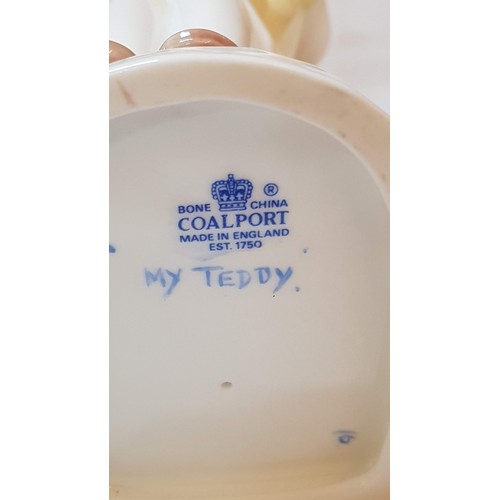 ®
BONE CHINA
COALPORT
MADE IN ENGLAND
EST. 1750
MY TEDDY.